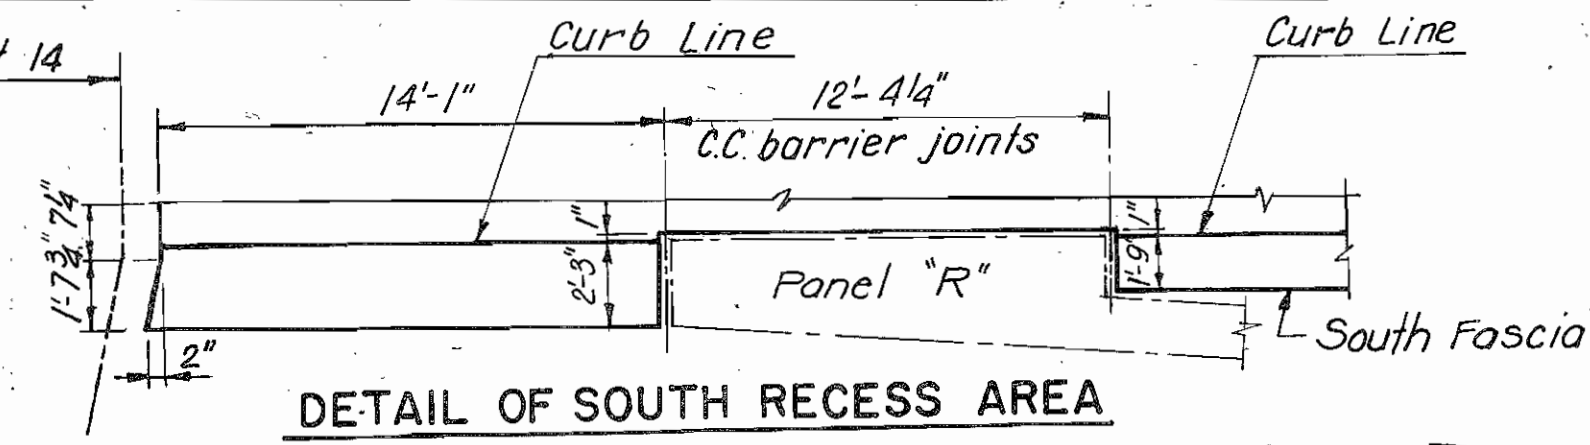 14
Curb Line
Curb Line
14'-1"
12'-4¼"
C.C. barrier joints
7¼"
1'-7¾"
1"
2'-3"
Panel "R"
1"
1'-9"
South Fascia
2"
DETAIL OF SOUTH RECESS AREA